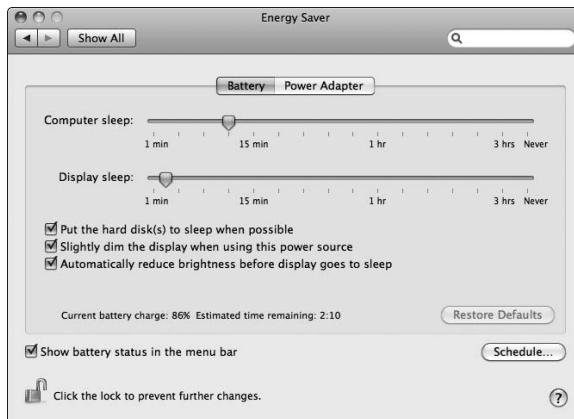 Energy Saver
Show All
Battery Power Adapter
Computer sleep:
1 min 15 min 1 hr 3 hrs Never
Display sleep:
1 min 15 min 1 hr 3 hrs Never
Put the hard disk(s) to sleep when possible
Slightly dim the display when using this power source
Automatically reduce brightness before display goes to sleep
Current battery charge: 86% Estimated time remaining: 2:10
Restore Defaults
Show battery status in the menu bar
Schedule...
Click the lock to prevent further changes.
?